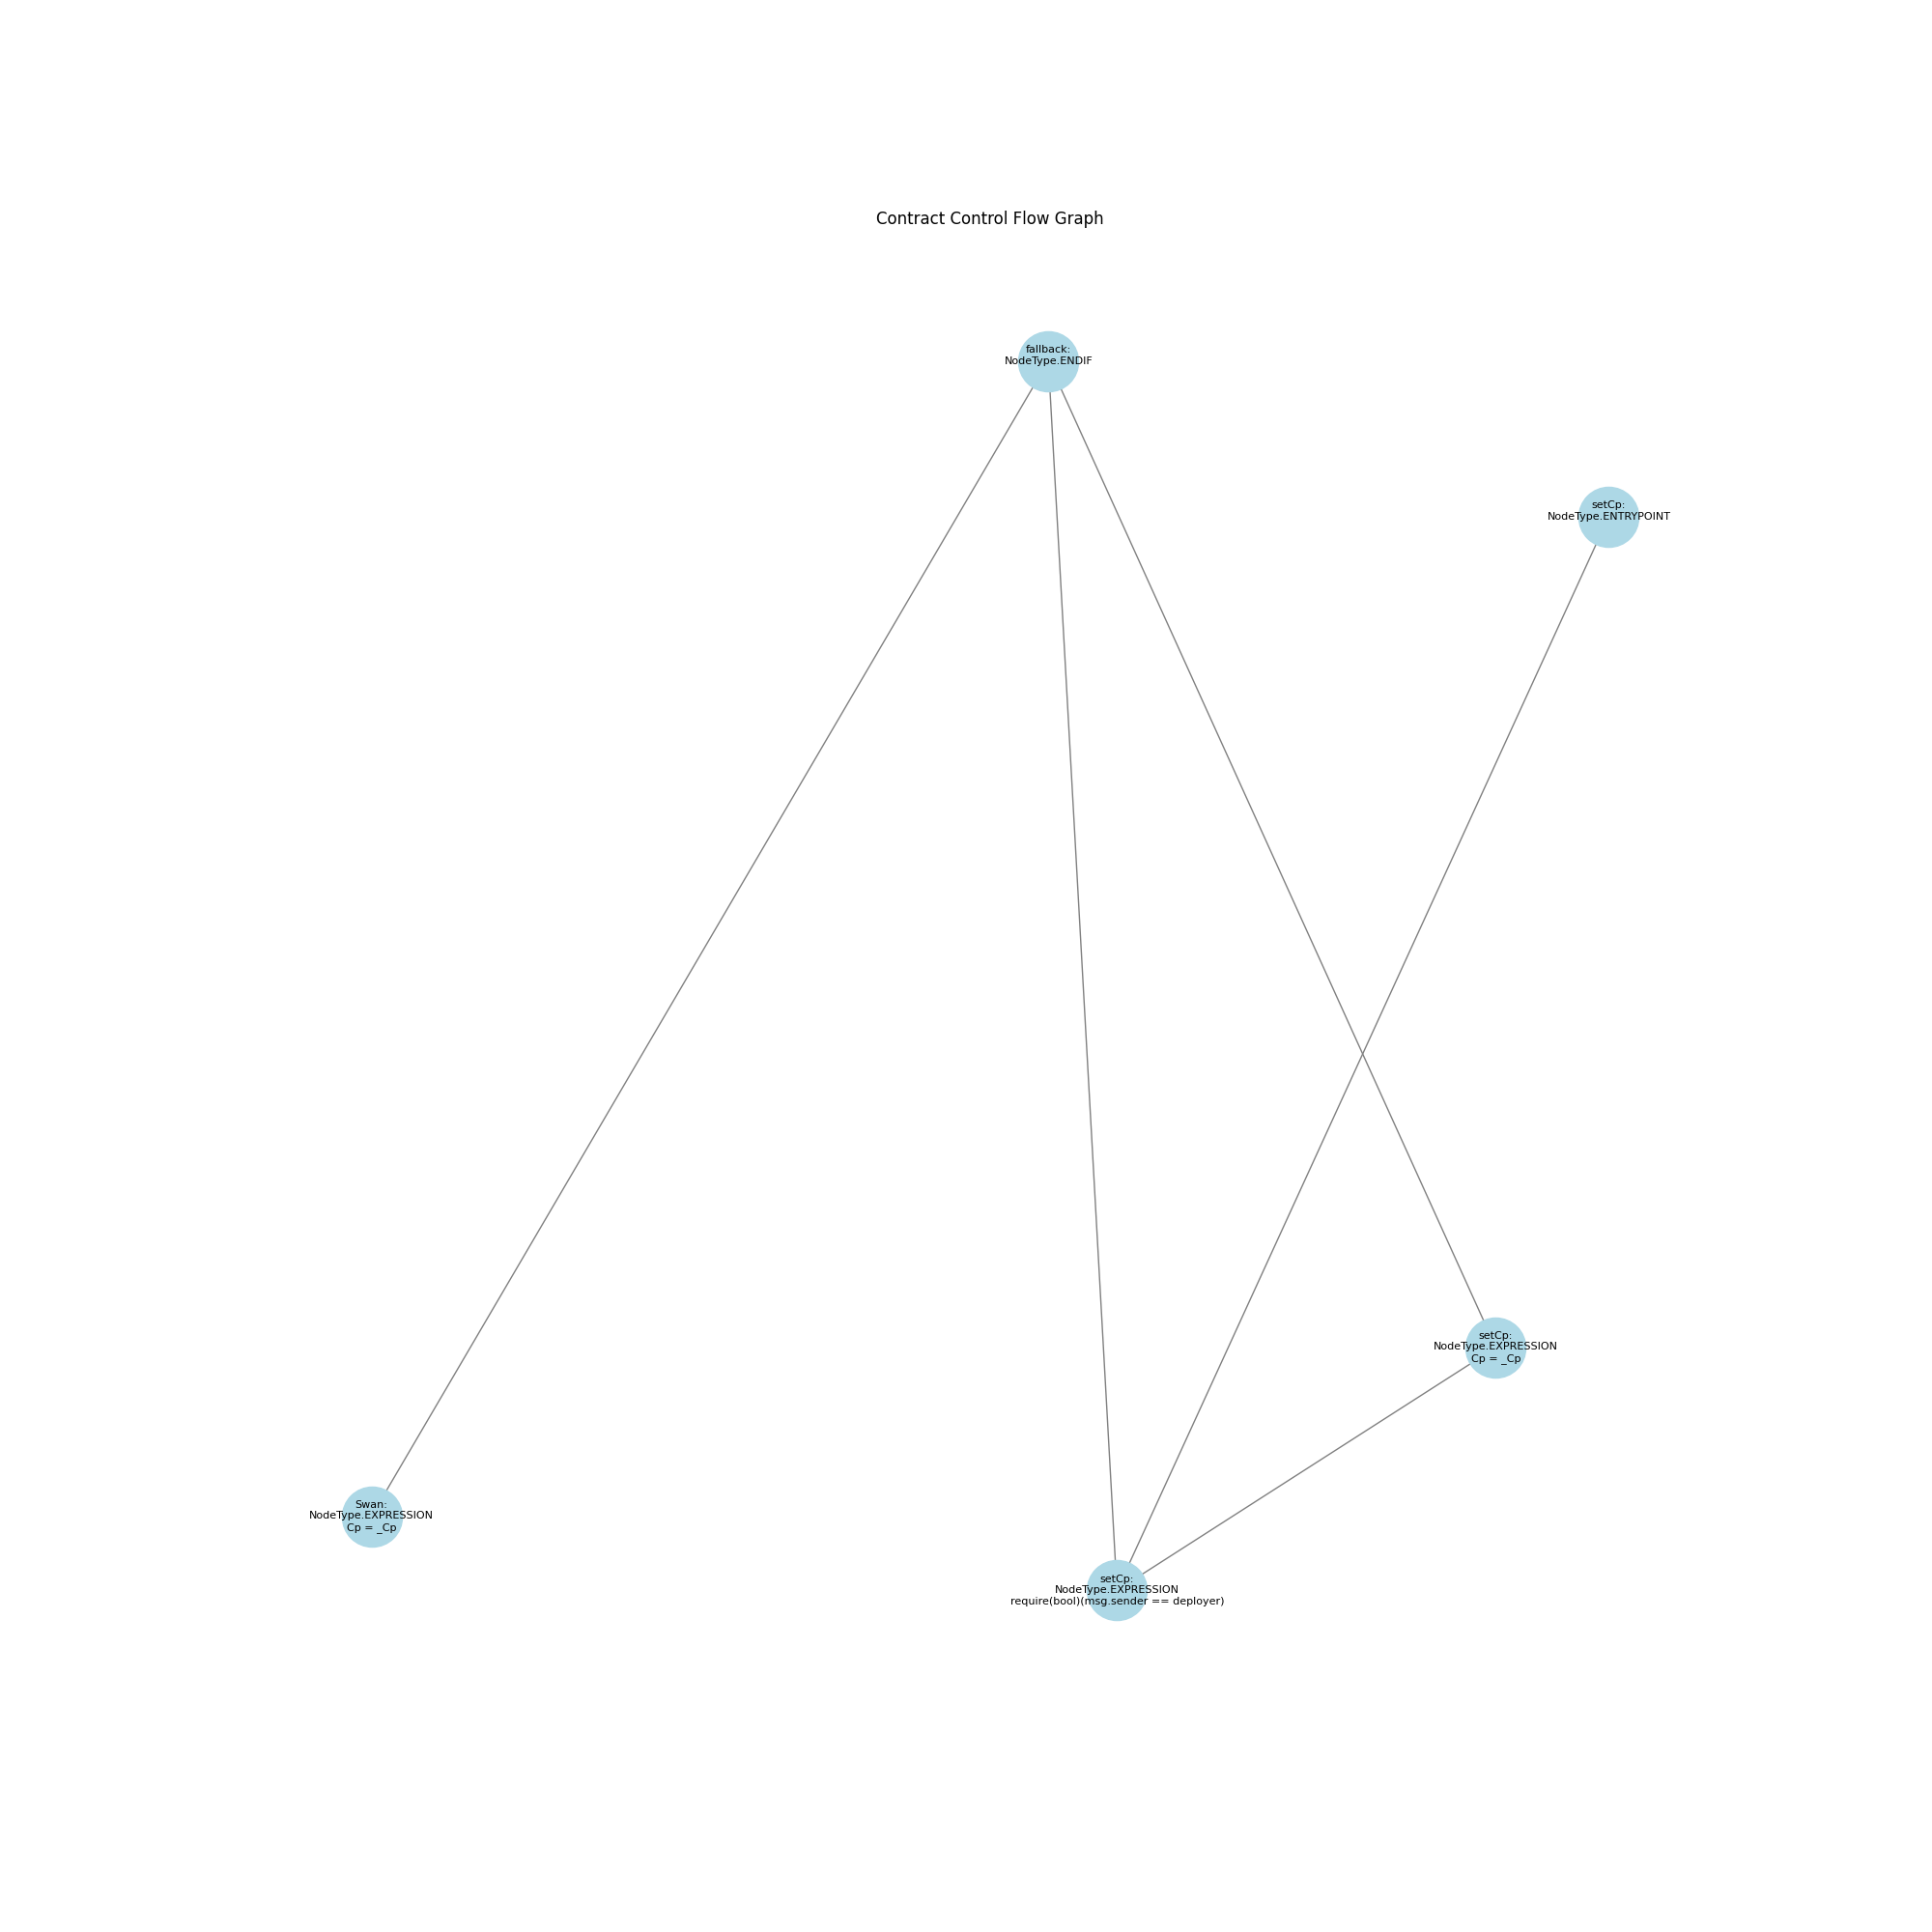 Contract Control Flow Graph
fallback:
NodeType.ENDIF
setCp:
NodeType.ENTRYPOINT
setCp:
NodeType.EXPRESSION
Cp = _Cp
Swan:
NodeType.EXPRESSION
Cp = _Cp
setCp:
NodeType.EXPRESSION
require(bool)(msg.sender == deployer)